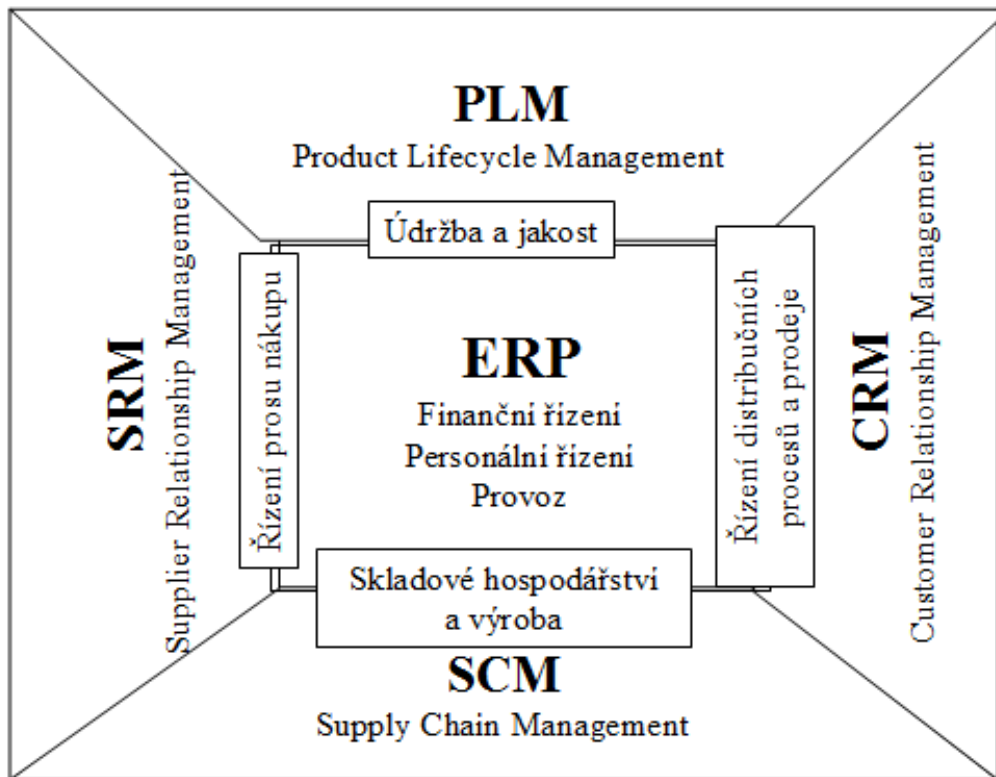 PLM
Product Lifecycle Management
Údržba a jakost
SRM
Supplier Relationship Management
Řízení prosu nákupu
ERP
Finanční řízení
Personální řízení
Provoz
Řízení distribučních
procesů a prodeje
CRM
Customer Relationship Management
Skladové hospodářství
a výroba
SCM
Supply Chain Management